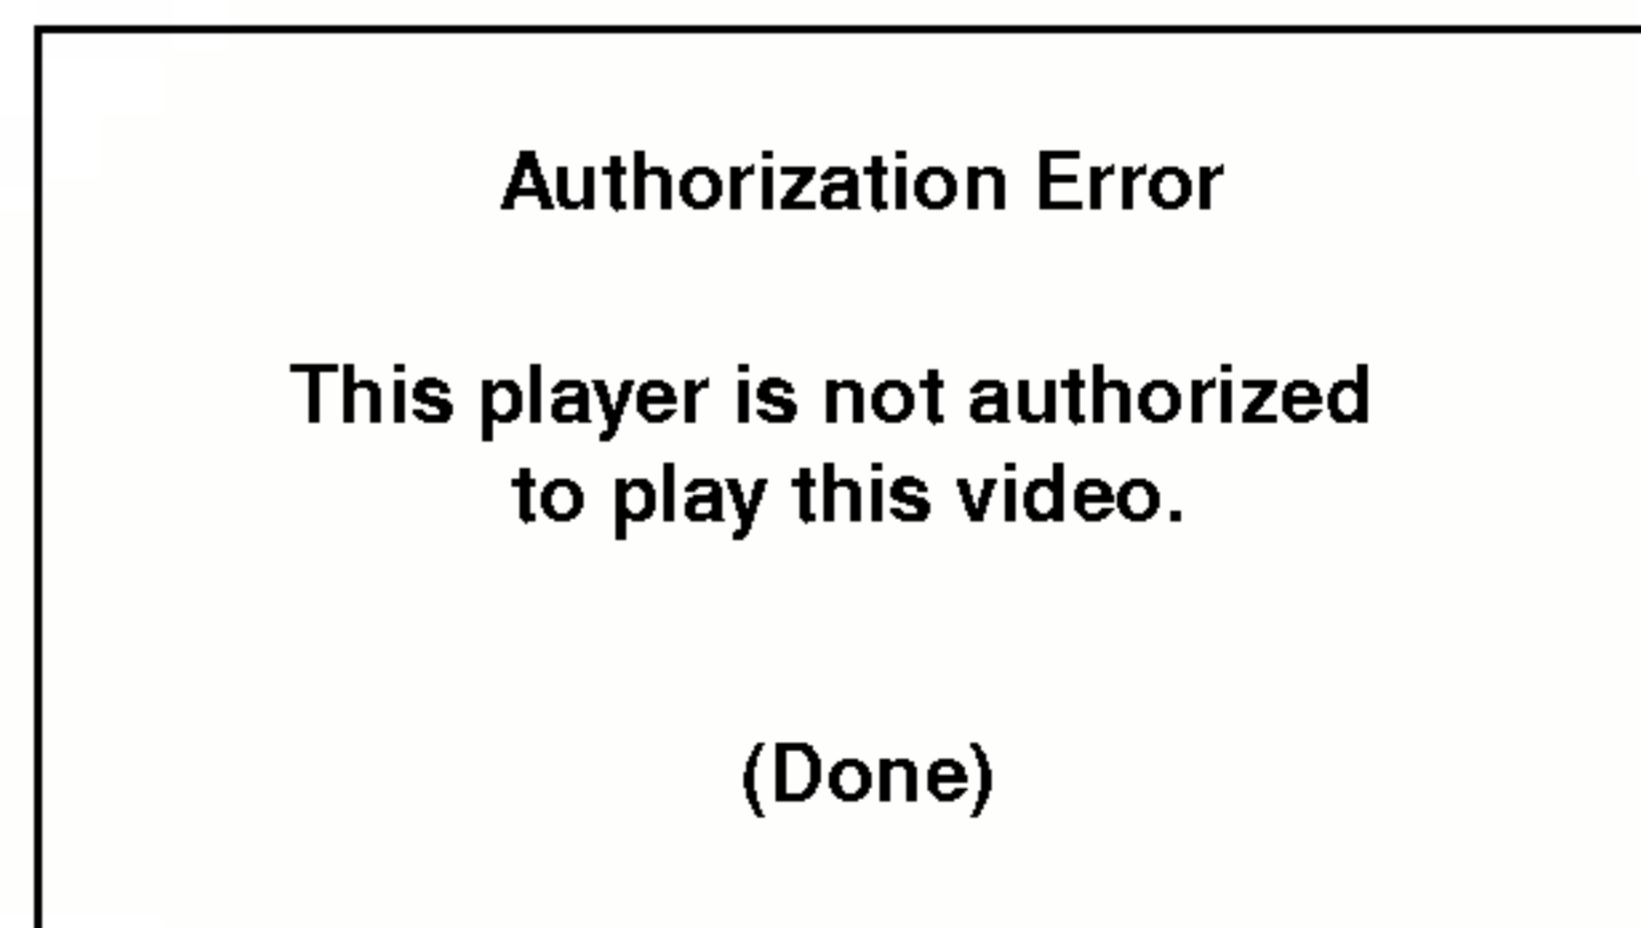 Authorization Error
This player is not authorized
to play this video.
(Done)